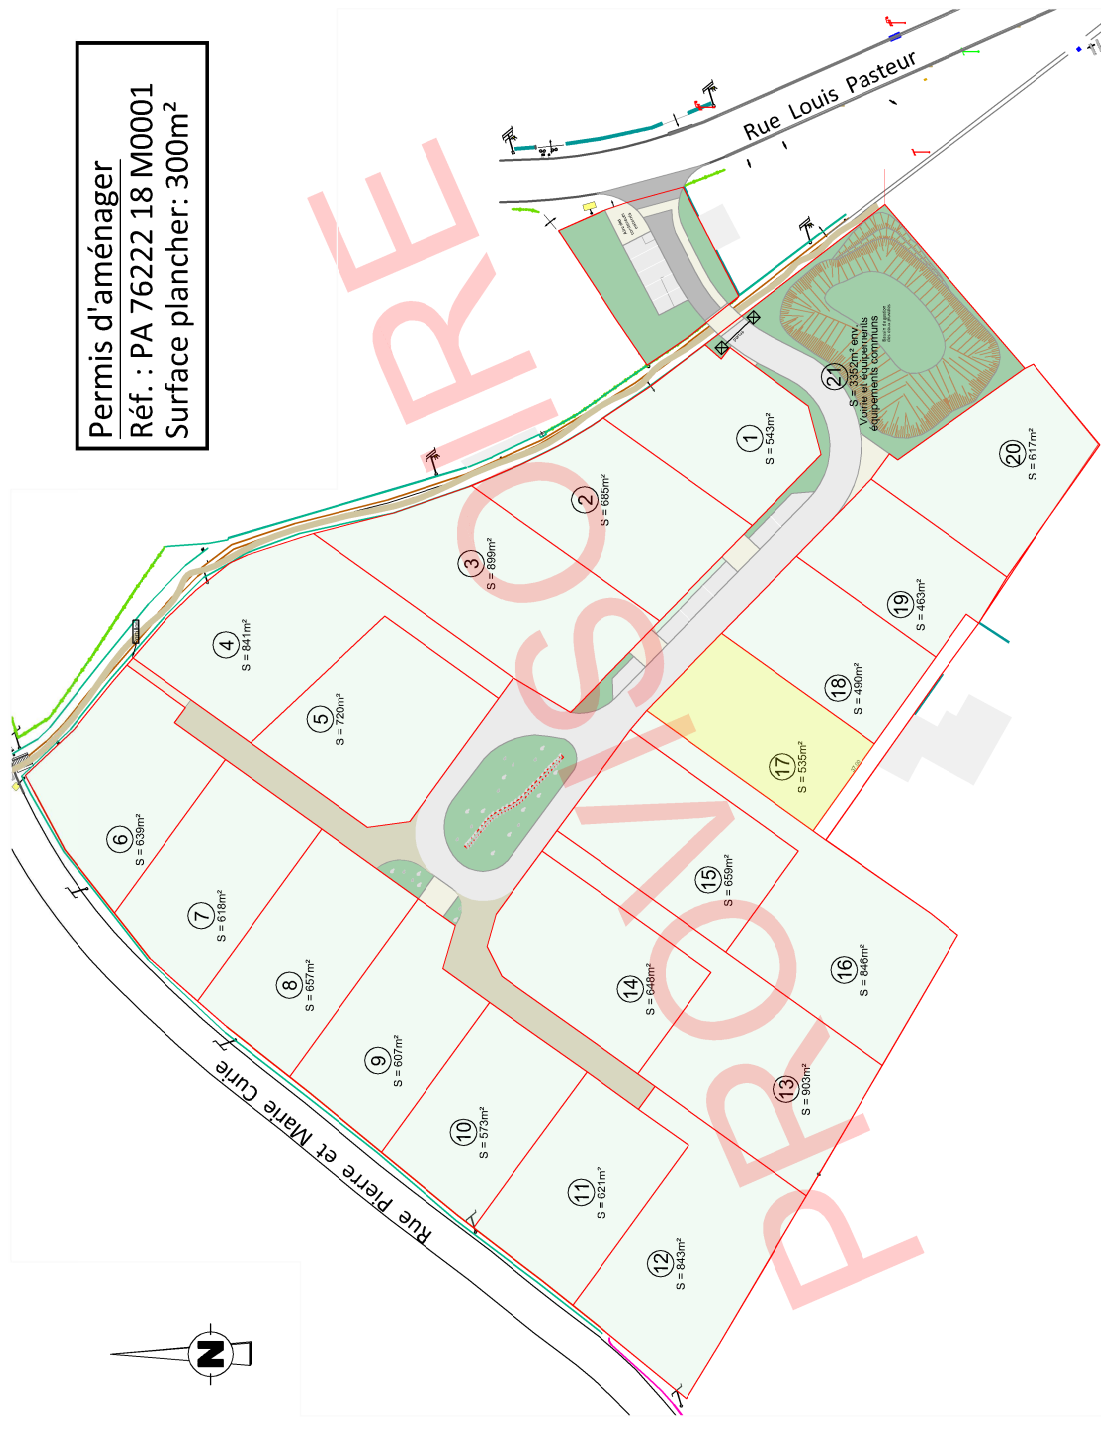 Permis d'aménager
Réf. : PA 76222 18 M0001
Surface plancher: 300m²
Rue Louis Pasteur
Rue Pierre et Marie Curie
PROVISOIRE
N
1
S = 543m²
2
S = 685m²
3
S = 899m²
4
S = 841m²
5
S = 720m²
6
S = 639m²
7
S = 618m²
8
S = 657m²
9
S = 607m²
10
S = 573m²
11
S = 621m²
12
S = 843m²
13
S = 903m²
14
S = 648m²
15
S = 659m²
16
S = 846m²
17
S = 535m²
18
S = 490m²
19
S = 463m²
20
S = 617m²
21
S = 3352m² env.
Voirie et équipements
équipements communs